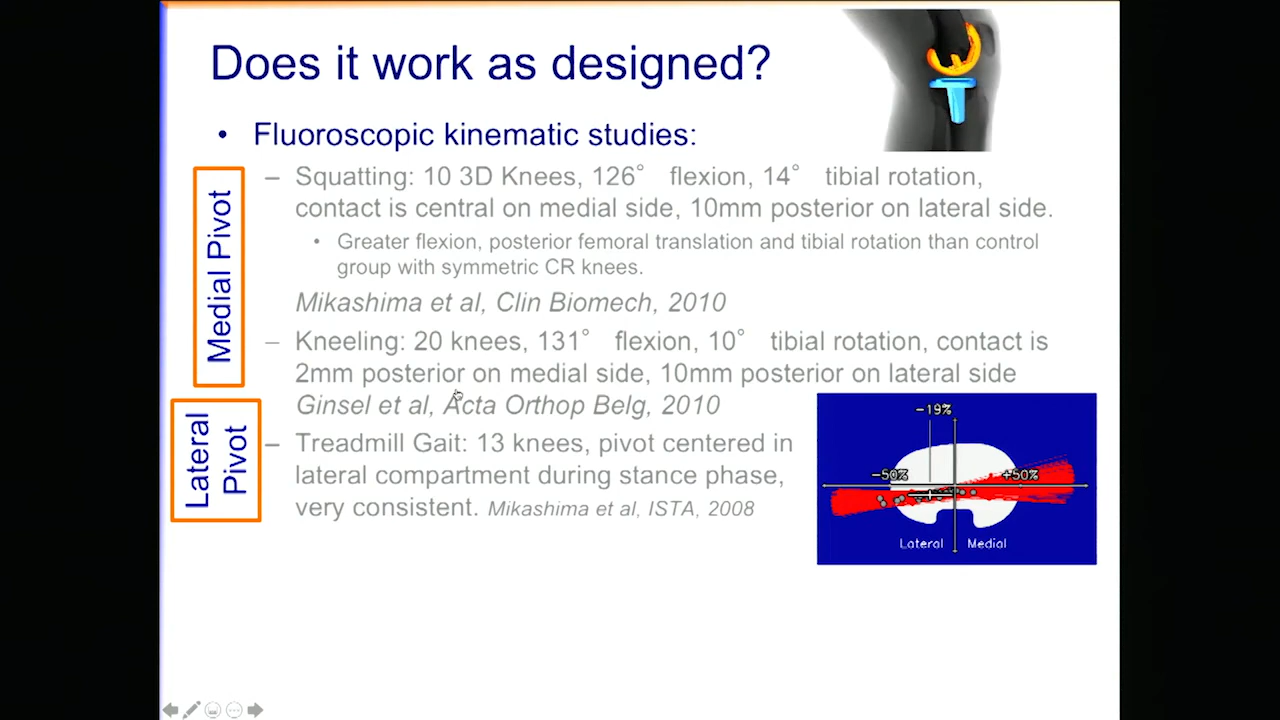 Does it work as designed?
• Fluoroscopic kinematic studies:
Medial Pivot
– Squatting: 10 3D Knees, 126° flexion, 14° tibial rotation,
contact is central on medial side, 10mm posterior on lateral side.
• Greater flexion, posterior femoral translation and tibial rotation than control
group with symmetric CR knees.
Mikashima et al, Clin Biomech, 2010
– Kneeling: 20 knees, 131° flexion, 10° tibial rotation, contact is
2mm posterior on medial side, 10mm posterior on lateral side
Ginsel et al, Acta Orthop Belg, 2010
Lateral
Pivot
– Treadmill Gait: 13 knees, pivot centered in
lateral compartment during stance phase,
very consistent. Mikashima et al, ISTA, 2008
-19%
-50% +50%
Lateral Medial